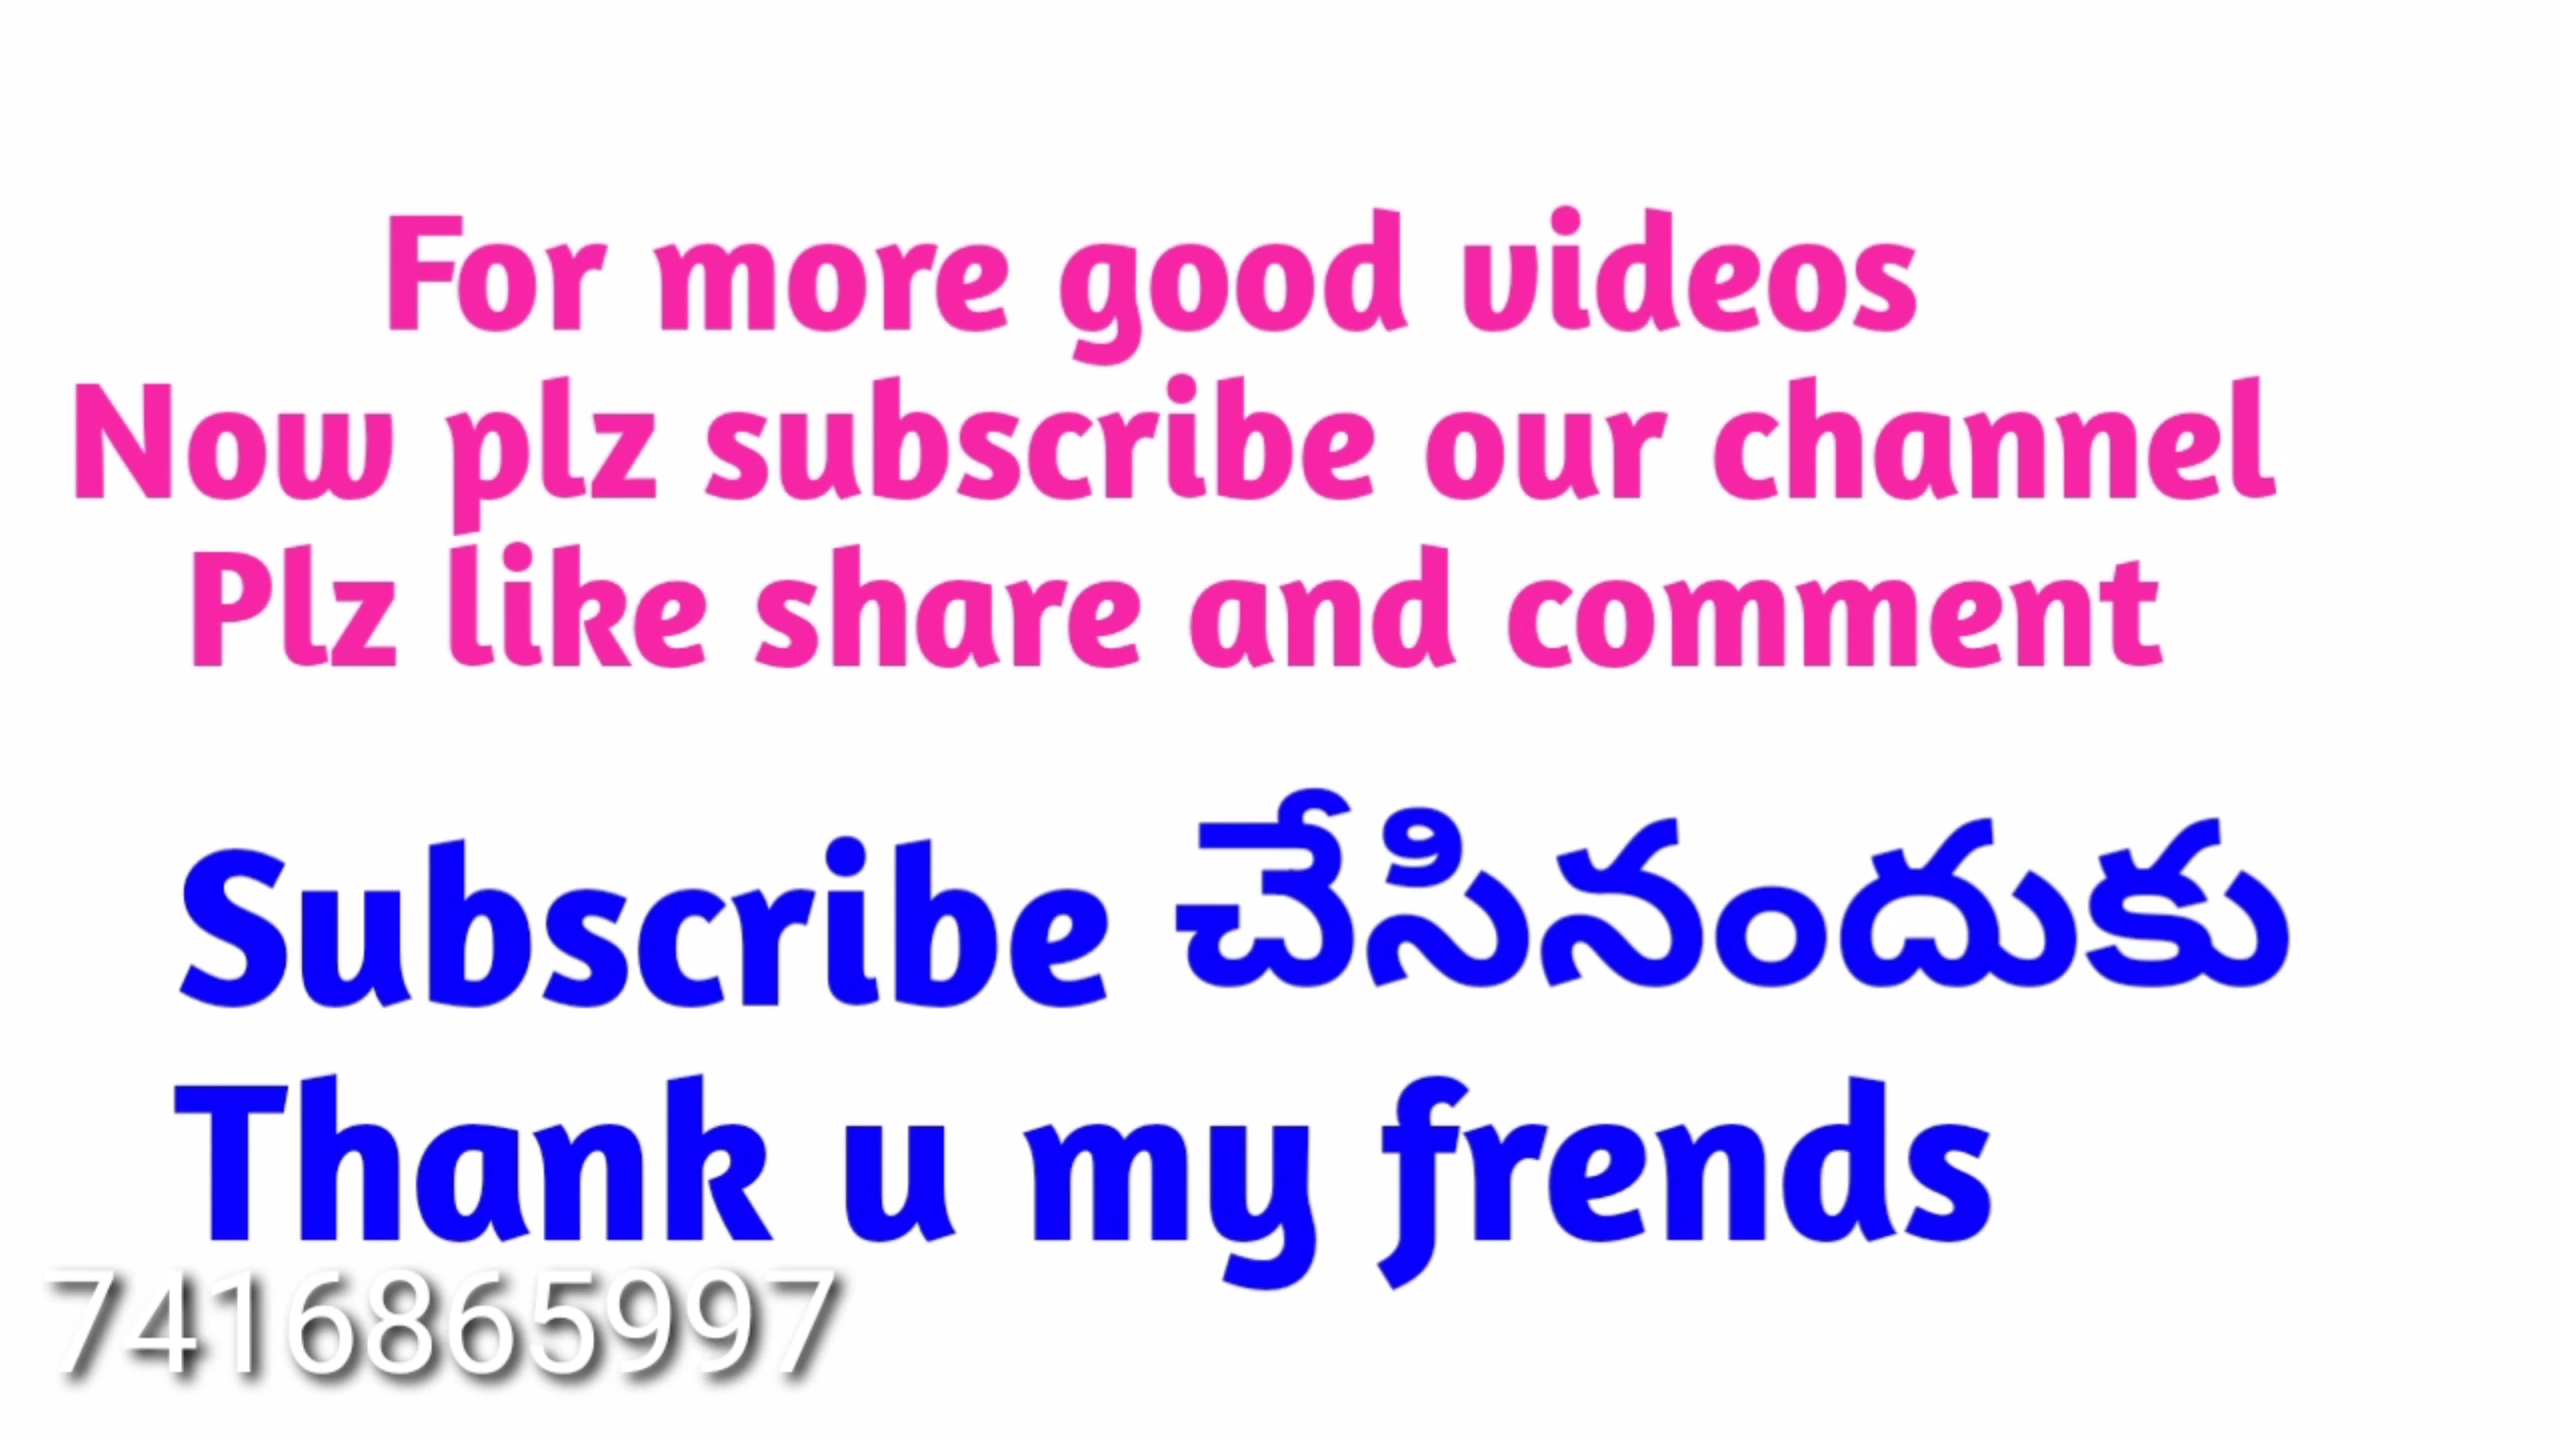 For more good videos
Now plz subscribe our channel
Plz like share and comment
Subscribe చేసినందుకు
Thank u my frends
7416865997